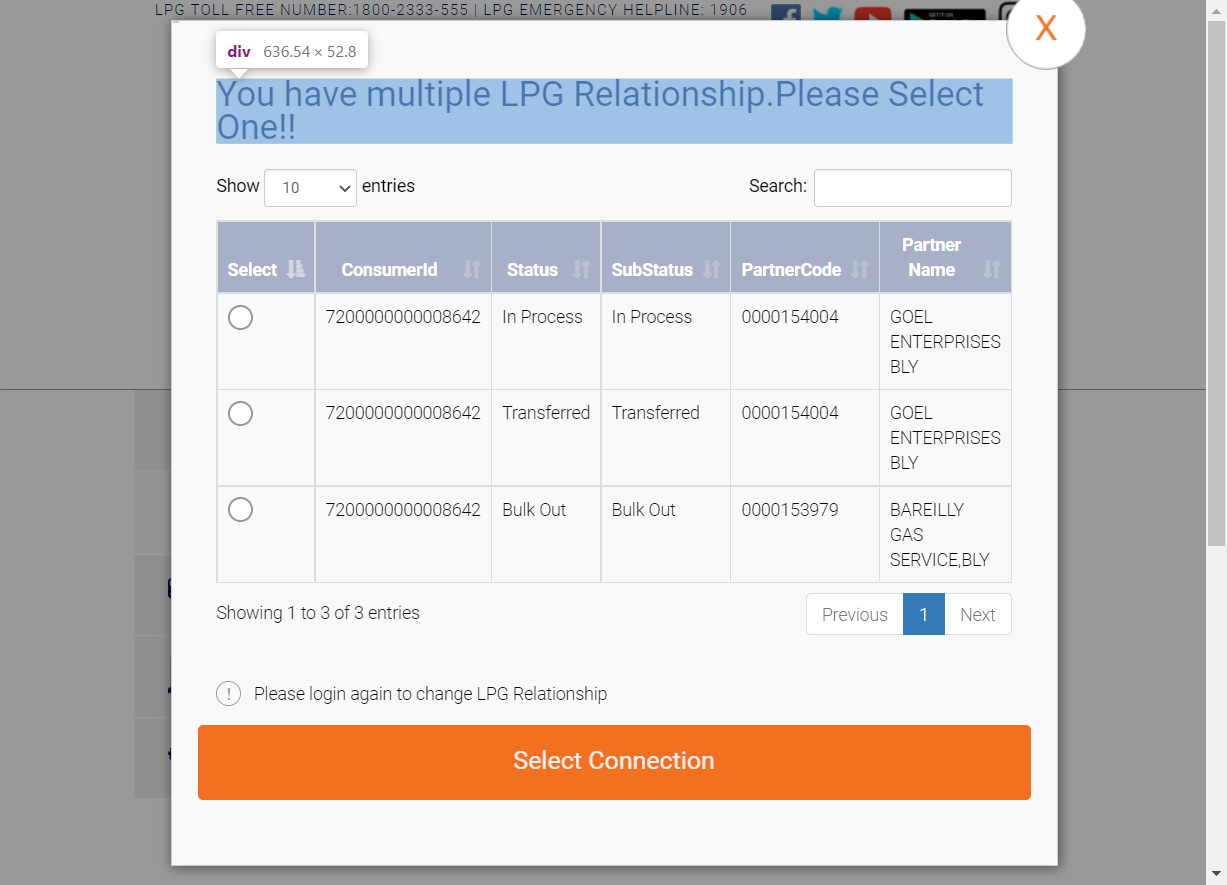 LPG TOLL FREE NUMBER:1800-2333-555 | LPG EMERGENCY HELPLINE: 1906
GET IT ON
X
div 636.54 × 52.8
You have multiple LPG Relationship.Please Select
One!!
Show 10 entries Search:
Select ConsumerId Status SubStatus PartnerCode Partner Name
7200000000008642 In Process In Process 0000154004 GOEL
ENTERPRISES
BLY
7200000000008642 Transferred Transferred 0000154004 GOEL
ENTERPRISES
BLY
7200000000008642 Bulk Out Bulk Out 0000153979 BAREILLY
GAS
SERVICE,BLY
Showing 1 to 3 of 3 entries Previous 1 Next
! Please login again to change LPG Relationship
Select Connection